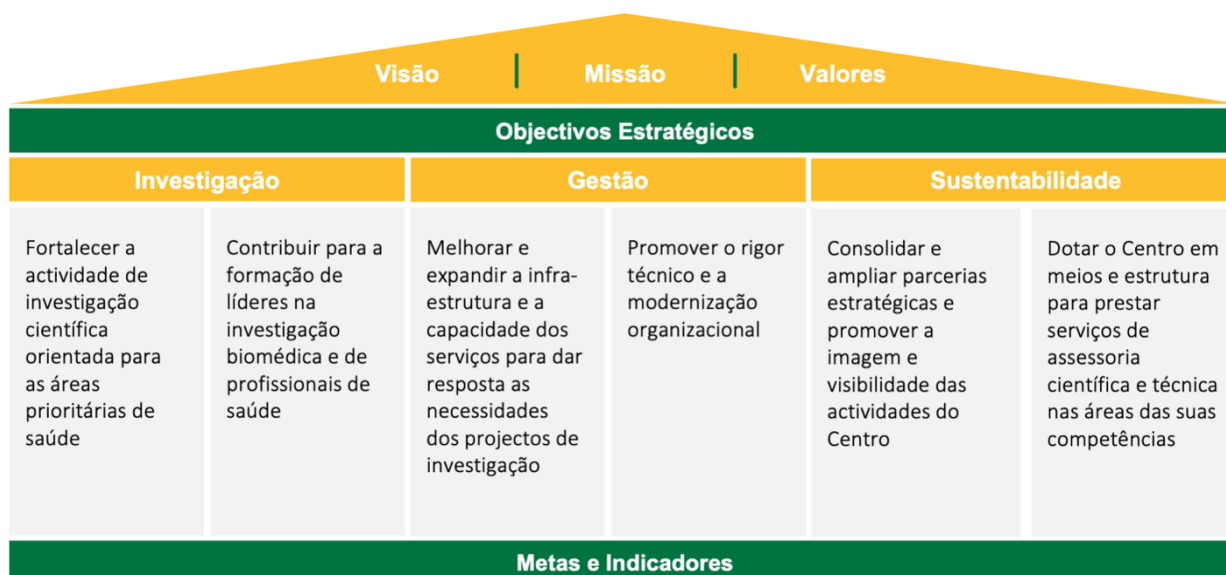 Visão | Missão | Valores
Objectivos Estratégicos
Investigação
Gestão
Sustentabilidade
Fortalecer a
actividade de
investigação
científica
orientada para
as áreas
prioritárias de
saúde
Contribuir para a
formação de
líderes na
investigação
biomédica e de
profissionais de
saúde
Melhorar e
expandir a infra-
estrutura e a
capacidade dos
serviços para dar
resposta as
necessidades
dos projectos de
investigação
Promover o rigor
técnico e a
modernização
organizacional
Consolidar e
ampliar parcerias
estratégicas e
promover a
imagem e
visibilidade das
actividades do
Centro
Dotar o Centro em
meios e estrutura
para prestar
serviços de
assessoria
científica e técnica
nas áreas das suas
competências
Metas e Indicadores